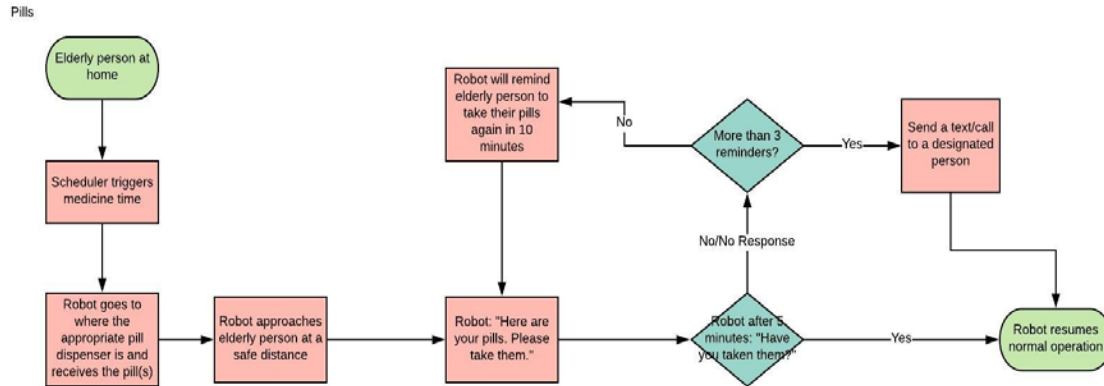 Pills
Elderly person at
home
Scheduler triggers
medicine time
Robot goes to
where the
appropriate pill
dispenser is and
receives the pill(s)
Robot approaches
elderly person at a
safe distance
Robot will remind
elderly person to
take their pills
again in 10
minutes
Robot: "Here are
your pills. Please
take them."
Robot after 5
minutes: "Have
you taken them?"
No/No Response
More than 3
reminders?
No
Yes
Send a text/call
to a designated
person
Yes
Robot resumes
normal operation